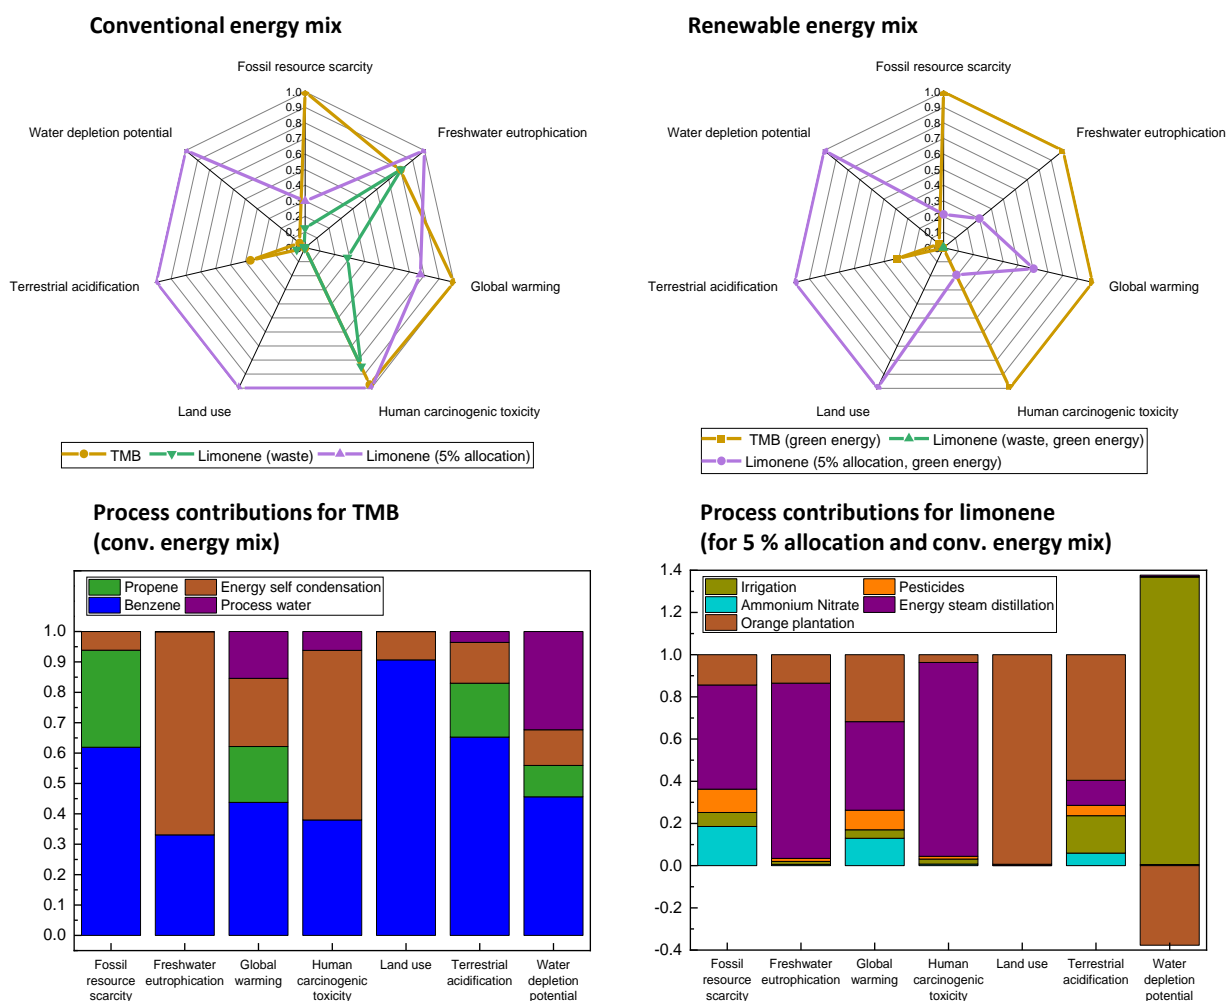 Conventional energy mix
Fossil resource scarcity
1.0
0.9
0.8
0.7
0.6
0.5
0.4
0.3
0.2
0.1
Water depletion potential
Freshwater eutrophication
Terrestrial acidification
Global warming
Land use
Human carcinogenic toxicity
TMB Limonene (waste) Limonene (5% allocation)
Renewable energy mix
Fossil resource scarcity
1.0
0.9
0.8
0.7
0.6
0.5
0.4
0.3
0.2
0.1
Water depletion potential
Freshwater eutrophication
Terrestrial acidification
Global warming
Land use
Human carcinogenic toxicity
TMB (green energy) Limonene (waste, green energy)
Limonene (5% allocation, green energy)
Process contributions for TMB
(conv. energy mix)
Propene Energy self condensation
Benzene Process water
1.0
0.9
0.8
0.7
0.6
0.5
0.4
0.3
0.2
0.1
0.0
Fossil
resource
scarcity
Freshwater
eutrophication
Global
warming
Human
carcinogenic
toxicity
Land use
Terrestrial
acidification
Water
depletion
potential
Process contributions for limonene
(for 5 % allocation and conv. energy mix)
Irrigation Pesticides
Ammonium Nitrate Energy steam distillation
Orange plantation
1.4
1.2
1.0
0.8
0.6
0.4
0.2
0.0
-0.2
-0.4
Fossil
resource
scarcity
Freshwater
eutrophication
Global
warming
Human
carcinogenic
toxicity
Land use
Terrestrial
acidification
Water
depletion
potential